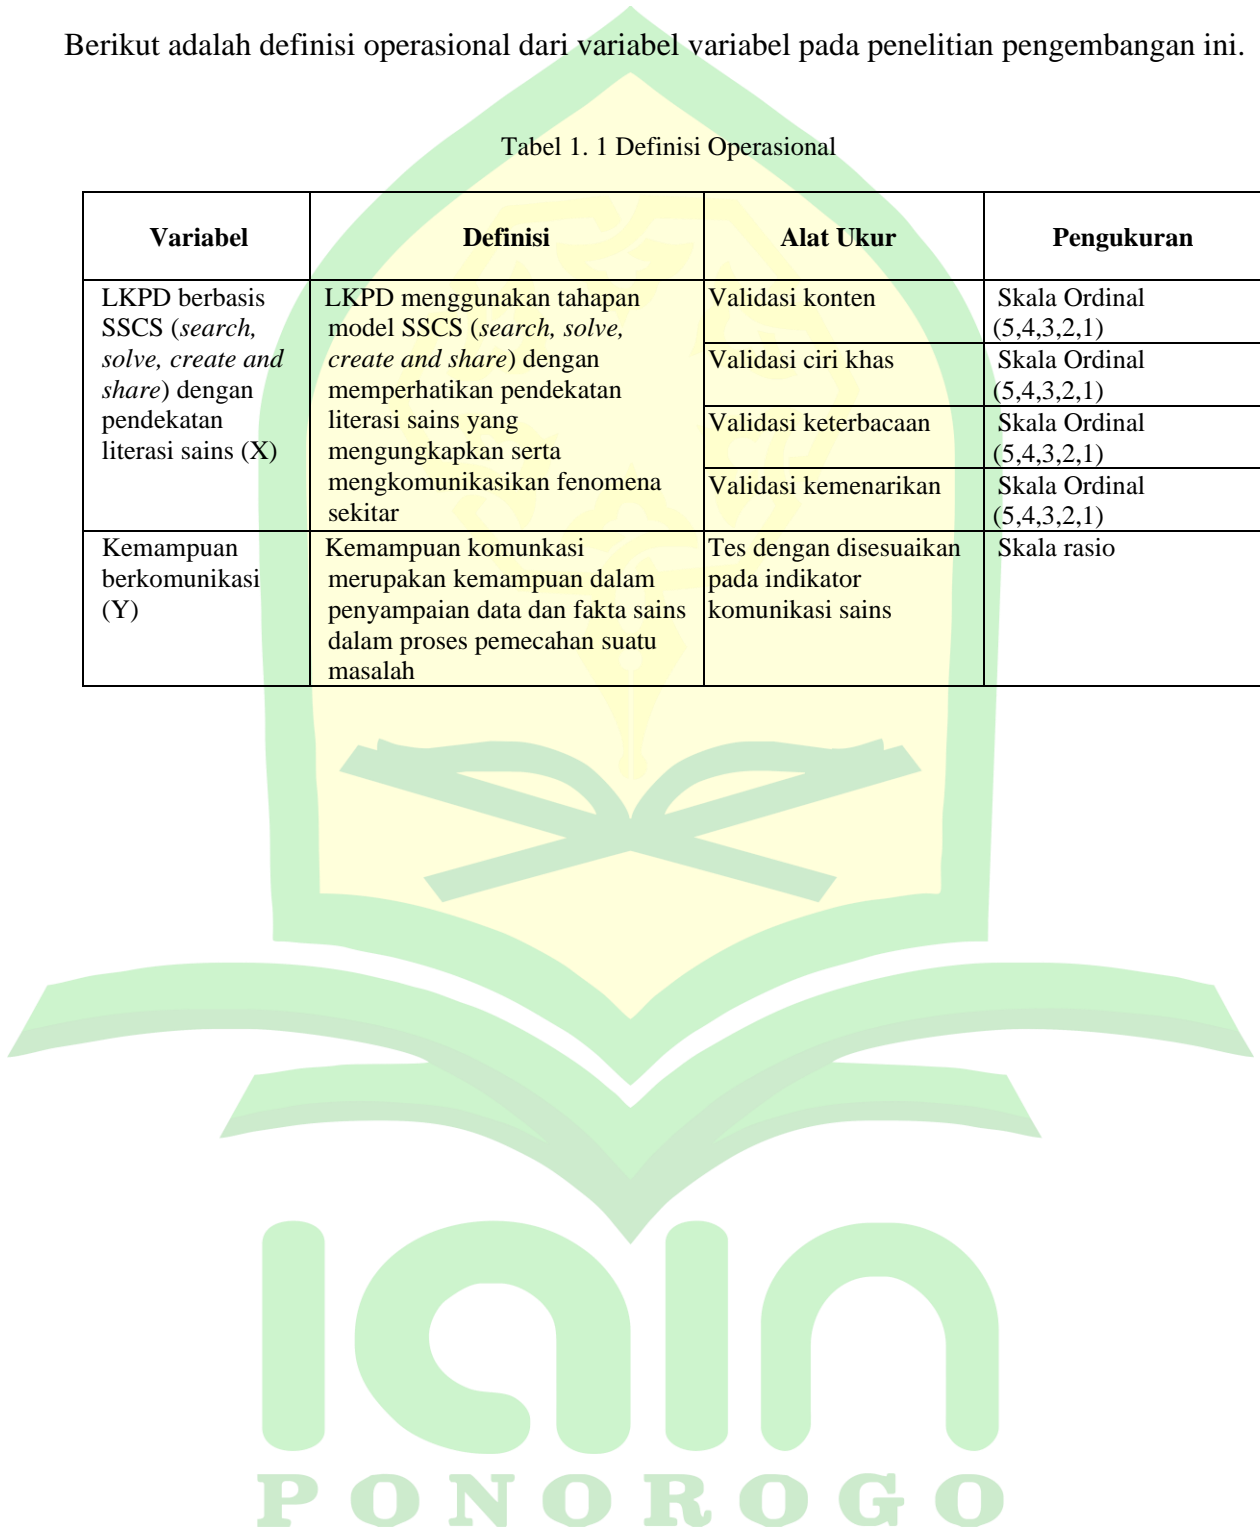 Berikut adalah definisi operasional dari variabel variabel pada penelitian pengembangan ini.
Tabel 1. 1 Definisi Operasional
Variabel
Definisi
Alat Ukur
Pengukuran
LKPD berbasis
SSCS (search,
solve, create and
share) dengan
pendekatan
literasi sains (X)
LKPD menggunakan tahapan
model SSCS (search, solve,
create and share) dengan
memperhatikan pendekatan
literasi sains yang
mengungkapkan serta
mengkomunikasikan fenomena
sekitar
Validasi konten
Skala Ordinal
(5,4,3,2,1)
Validasi ciri khas
Skala Ordinal
(5,4,3,2,1)
Validasi keterbacaan
Skala Ordinal
(5,4,3,2,1)
Validasi kemenarikan
Skala Ordinal
(5,4,3,2,1)
Kemampuan
berkomunikasi
(Y)
Kemampuan komunkasi
merupakan kemampuan dalam
penyampaian data dan fakta sains
dalam proses pemecahan suatu
masalah
Tes dengan disesuaikan
pada indikator
komunikasi sains
Skala rasio
iain
PONOROGO